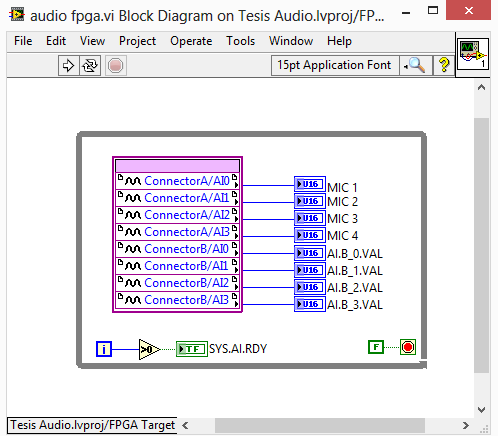 audio fpga.vi Block Diagram on Tesis Audio.lvproj/FP...
File Edit View Project Operate Tools Window Help
15pt Application Font ?
1
ConnectorA/AI0 U16 MIC 1
ConnectorA/AI1 U16 MIC 2
ConnectorA/AI2 U16 MIC 3
ConnectorA/AI3 U16 MIC 4
ConnectorB/AI0 U16 AI.B_0.VAL
ConnectorB/AI1 U16 AI.B_1.VAL
ConnectorB/AI2 U16 AI.B_2.VAL
ConnectorB/AI3 U16 AI.B_3.VAL
i >0 TF SYS.AI.RDY F
Tesis Audio.lvproj/FPGA Target